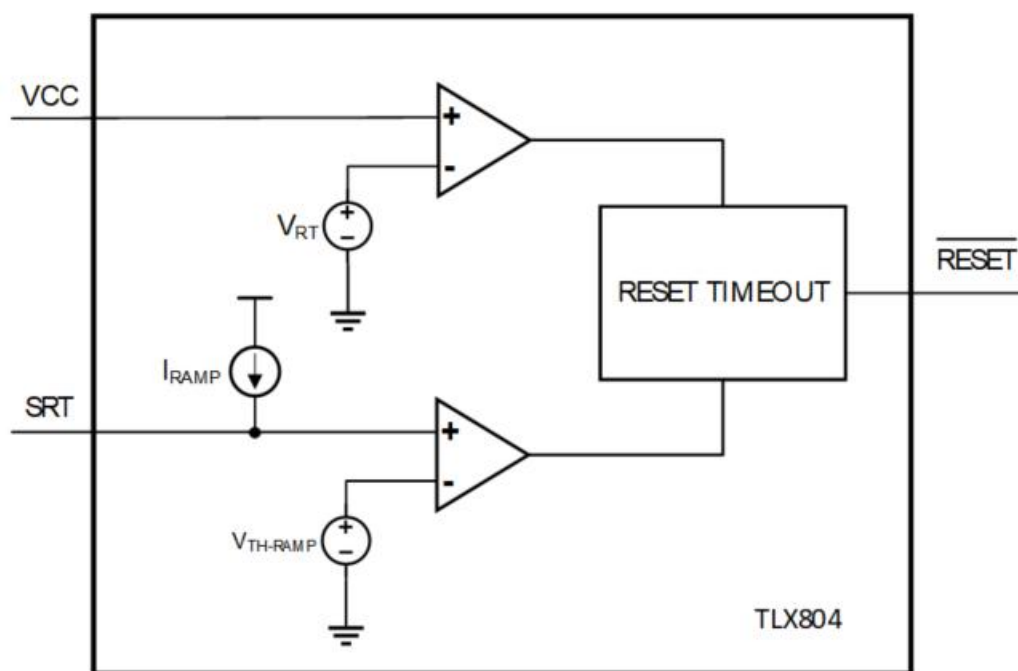 VCC
+
-
V_RT
+
-
RESET TIMEOUT
RESET
I_RAMP
SRT
+
-
V_TH-RAMP
+
-
TLX804